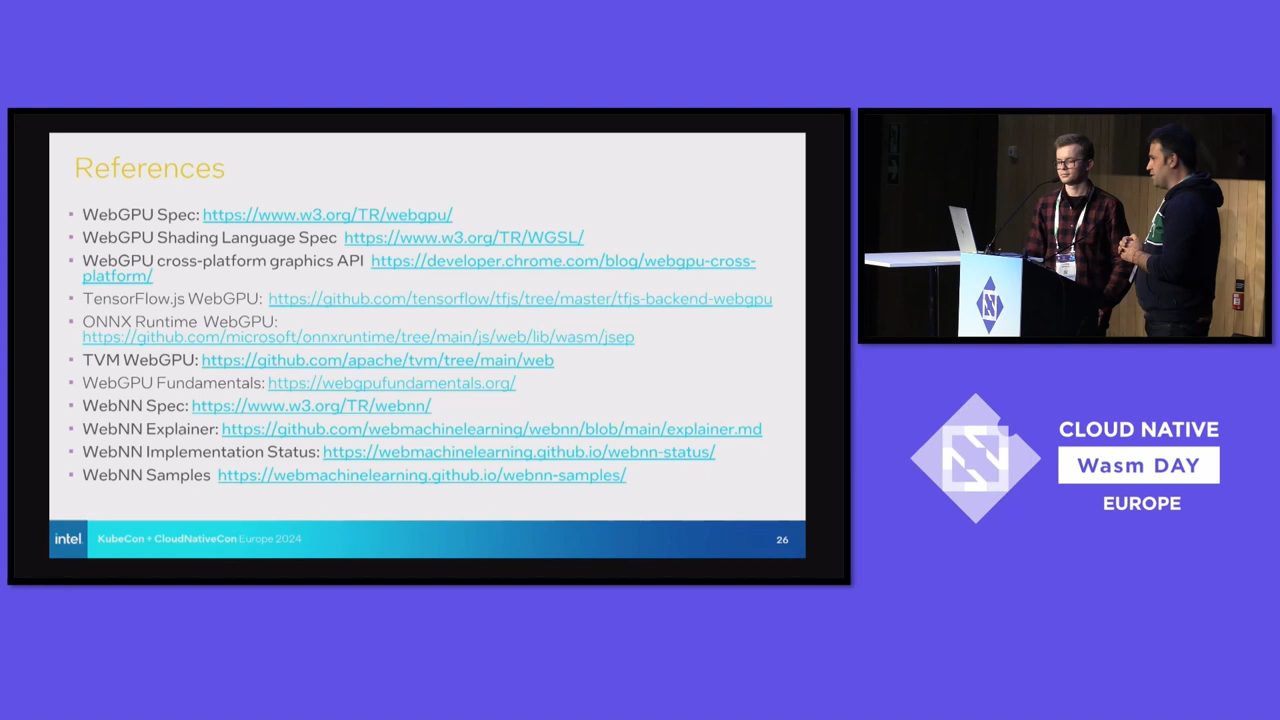 References
▪ WebGPU Spec: https://www.w3.org/TR/webgpu/
▪ WebGPU Shading Language Spec https://www.w3.org/TR/WGSL/
▪ WebGPU cross-platform graphics API https://developer.chrome.com/blog/webgpu-cross-
platform/
▪ TensorFlow.js WebGPU: https://github.com/tensorflow/tfjs/tree/master/tfjs-backend-webgpu
▪ ONNX Runtime WebGPU:
https://github.com/microsoft/onnxruntime/tree/main/js/web/lib/wasm/jsep
▪ TVM WebGPU: https://github.com/apache/tvm/tree/main/web
▪ WebGPU Fundamentals: https://webgpufundamentals.org/
▪ WebNN Spec: https://www.w3.org/TR/webnn/
▪ WebNN Explainer: https://github.com/webmachinelearning/webnn/blob/main/explainer.md
▪ WebNN Implementation Status: https://webmachinelearning.github.io/webnn-status/
▪ WebNN Samples https://webmachinelearning.github.io/webnn-samples/
intel. KubeCon + CloudNativeCon Europe 2024 26
CLOUD NATIVE
Wasm DAY
EUROPE